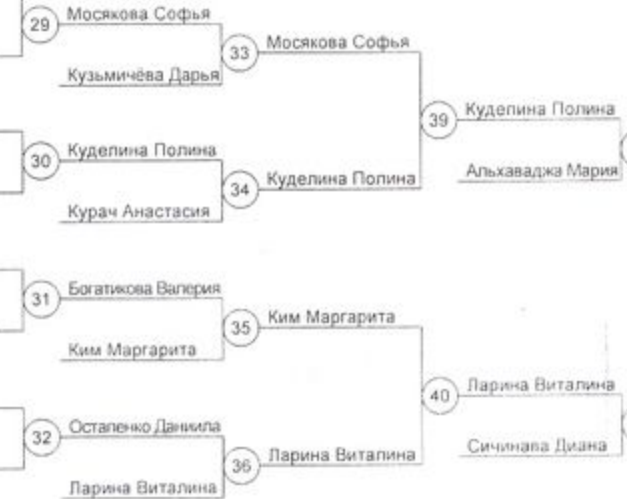 29 Мосякова Софья
33 Мосякова Софья
Кузьмичёва Дарья
39 Куделина Полина
30 Куделина Полина
34 Куделина Полина
Альхаваджа Мария
Курач Анастасия
31 Богатикова Валерия
35 Ким Маргарита
Ким Маргарита
40 Ларина Виталина
32 Остапенко Даниила
36 Ларина Виталина
Сичинава Диана
Ларина Виталина